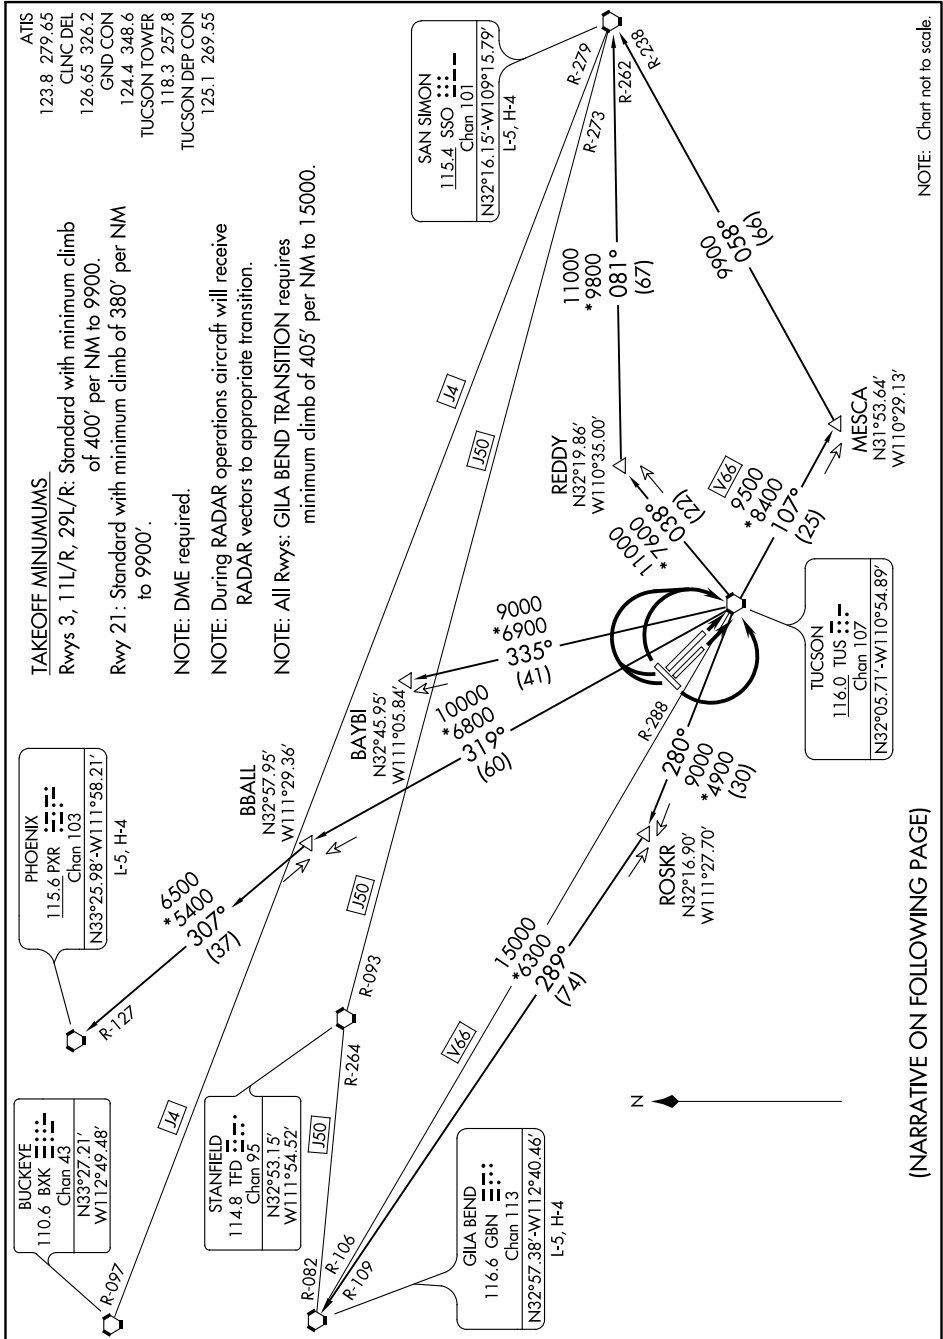 ATIS
123.8 279.65
CLNC DEL
126.65 326.2
GND CON
124.4 348.6
TUCSON TOWER
118.3 257.8
TUCSON DEP CON
125.1 269.55
TAKEOFF MINUMUMS
Rwys 3, 11L/R, 29L/R: Standard with minimum climb
of 400' per NM to 9900.
Rwy 21: Standard with minimum climb of 380' per NM
to 9900'.
NOTE: DME required.
NOTE: During RADAR operations aircraft will receive
RADAR vectors to appropriate transition.
NOTE: All Rwys: GILA BEND TRANSITION requires
minimum climb of 405' per NM to 15000.
BUCKEYE
110.6 BXK
Chan 43
N33°27.21'
W112°49.48'
R-097
J4
PHOENIX
115.6 PXR
Chan 103
N33°25.98'-W111°58.21'
L-5, H-4
R-127
6500
*5400
307°
(37)
BBALL
N32°57.95'
W111°29.36'
BAYBI
N32°45.95'
W111°05.84'
10000
*6800
319°
(60)
9000
*6900
335°
(41)
STANFIELD
114.8 TFD
Chan 95
N32°53.15'
W111°54.52'
R-264
R-093
J50
J50
J4
J50
SAN SIMON
115.4 SSO
Chan 101
N32°16.15'-W109°15.79'
L-5, H-4
R-279
R-273
R-262
R-238
11000
*9800
081°
(67)
REDDY
N32°19.86'
W110°35.00'
11000
*7600
038°
(22)
9900
058°
(66)
V66
9500
*8400
107°
(25)
MESCA
N31°53.64'
W110°29.13'
TUCSON
116.0 TUS
Chan 107
N32°05.71'-W110°54.89'
R-288
280°
9000
*4900
(30)
ROSKR
N32°16.90'
W111°27.70'
15000
*6300
289°
(74)
V66
R-082
R-106
R-109
GILA BEND
116.6 GBN
Chan 113
N32°57.38'-W112°40.46'
L-5, H-4
N
NOTE: Chart not to scale.
(NARRATIVE ON FOLLOWING PAGE)